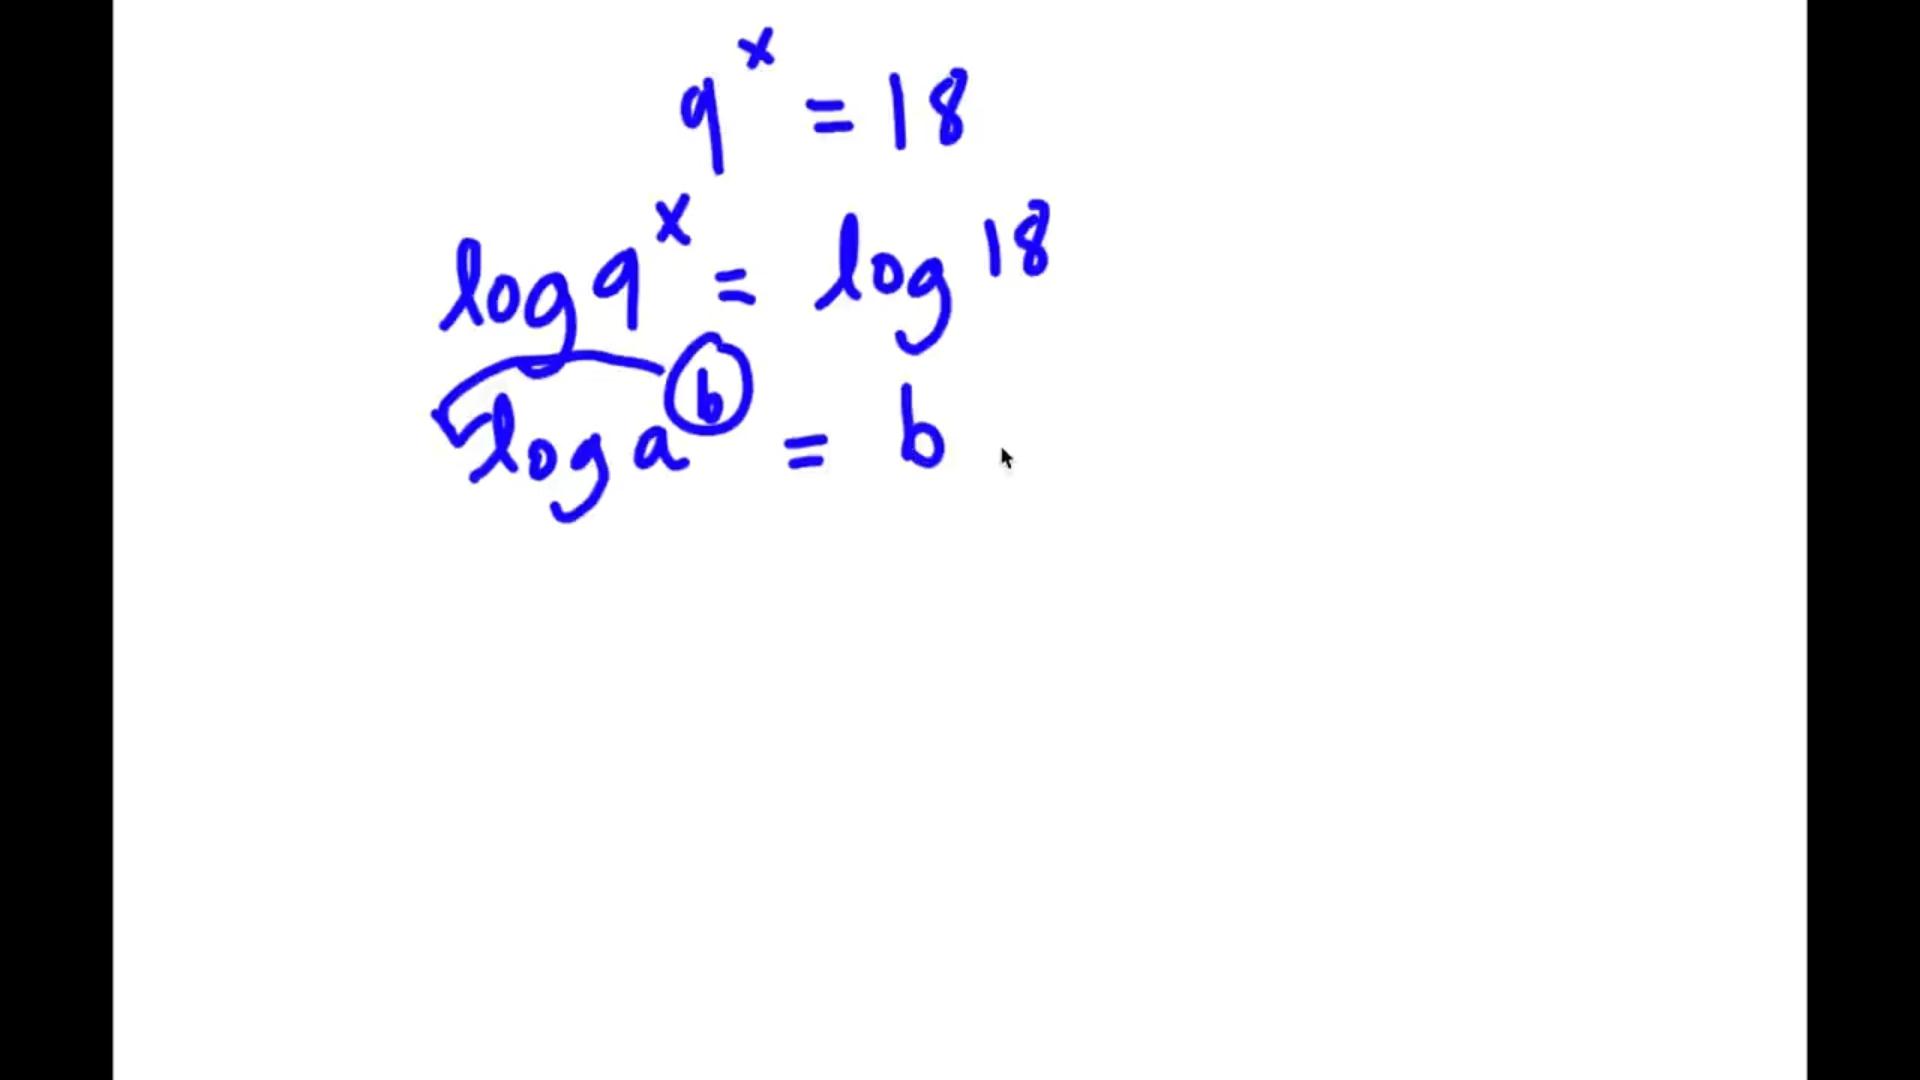 9^x = 18
log 9^x = log 18
log a^b = b